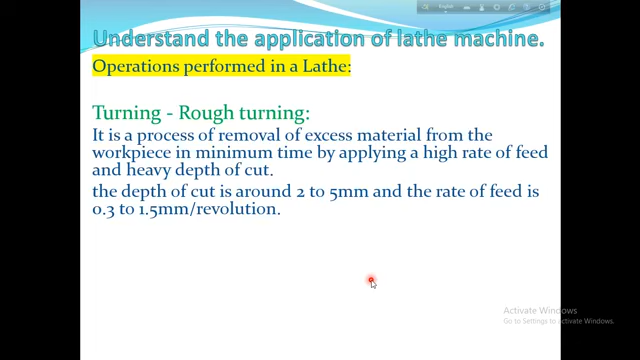 English
Understand the application of lathe machine.
Operations performed in a Lathe:
Turning - Rough turning:
It is a process of removal of excess material from the
workpiece in minimum time by applying a high rate of feed
and heavy depth of cut.
the depth of cut is around 2 to 5mm and the rate of feed is
0.3 to 1.5mm/revolution.
Activate Windows
Go to Settings to activate Windows.